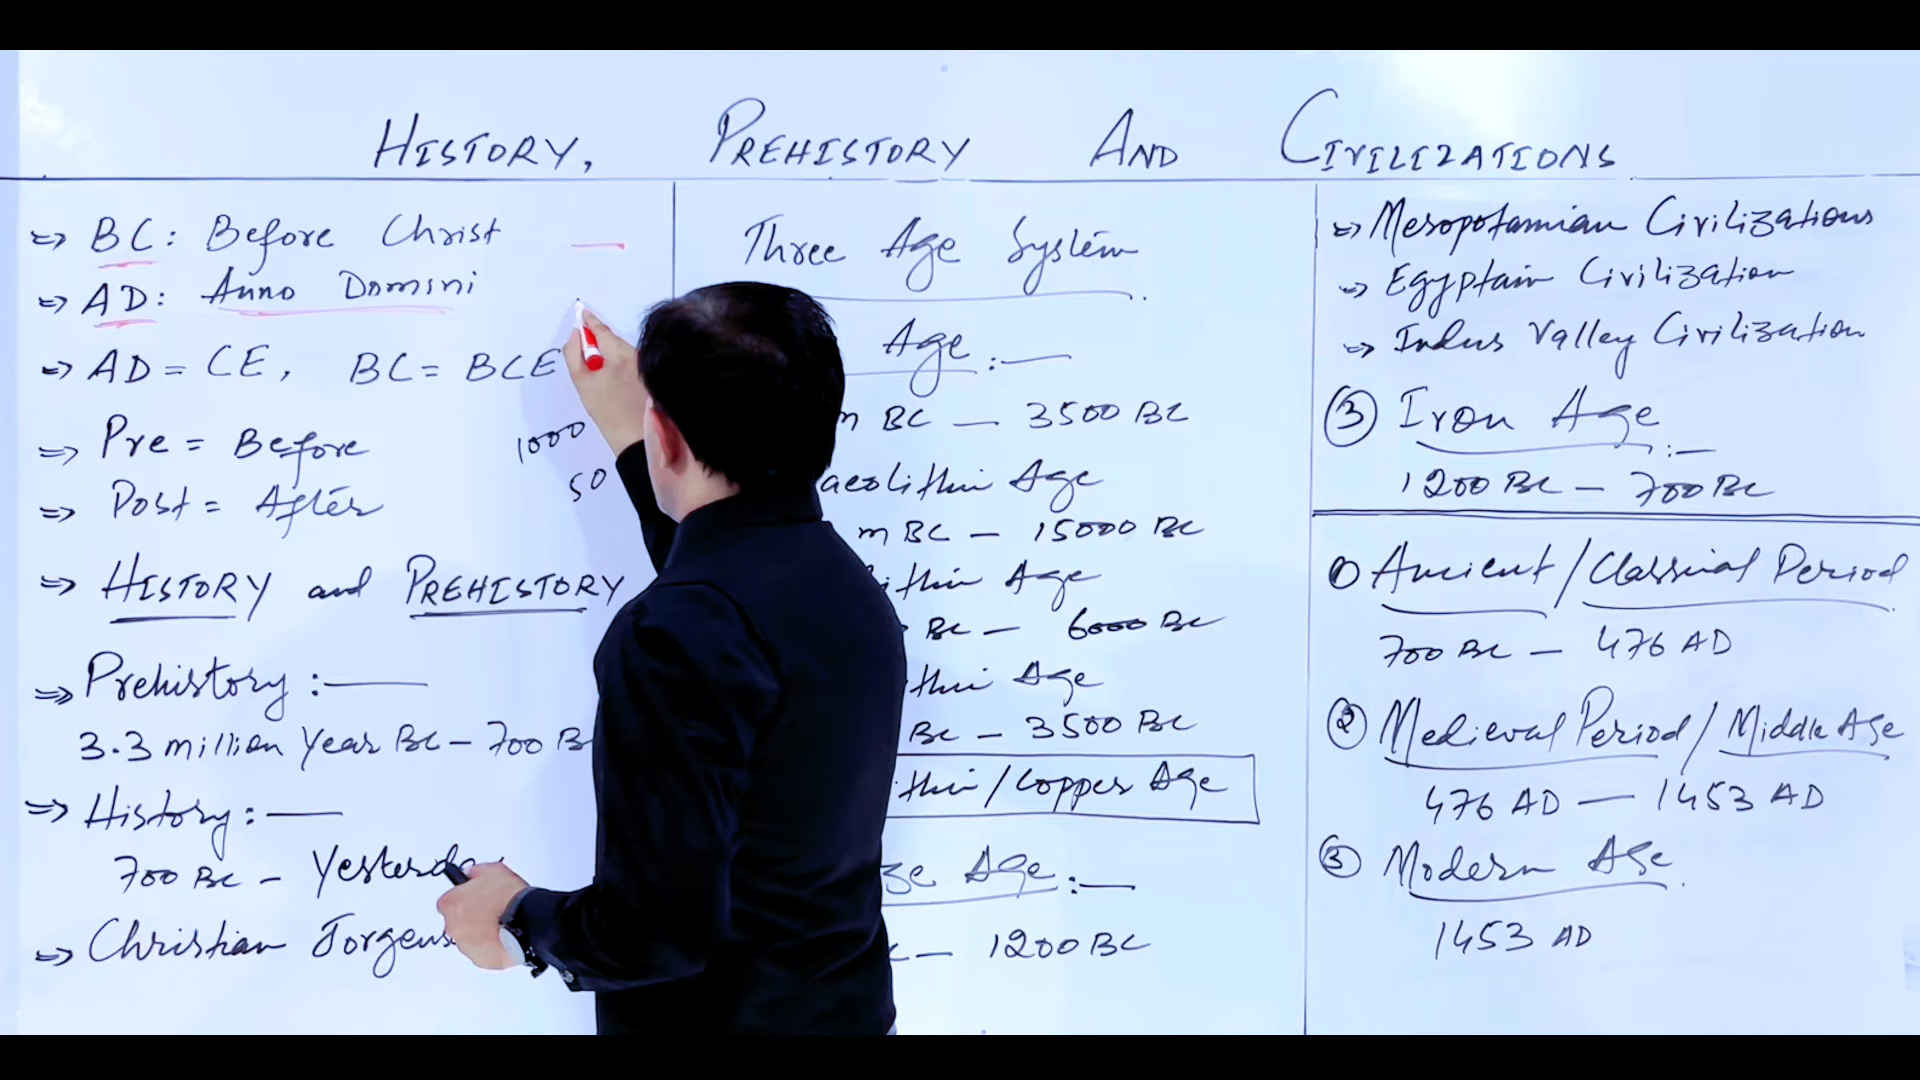 HISTORY, PREHISTORY AND CIVILIZATIONS
=> BC: Before Christ
=> AD: Anno Domini
=> AD = CE, BC = BCE
=> Pre = Before
1000
=> Post = After
50
=> HISTORY and PREHISTORY
=> Prehistory :—
3.3 million Year BC – 700 B
=> History :—
700 BC – Yesterda
=> Christian Jorgens
Three Age System
Age :—
m BC — 3500 BC
aeolithic Age
m BC — 15000 BC
ithic Age
BC — 6000 BC
thic Age
BC — 3500 BC
thic / Copper Age
ze Age :—
— 1200 BC
=> Mesopotamian Civilizations
=> Egyptain Civilization
=> Indus Valley Civilization
③ Iron Age :—
1200 BC – 700 BC
① Ancient / Classical Period
700 BC — 476 AD
② Medieval Period / Middle Age
476 AD — 1453 AD
③ Modern Age
1453 AD